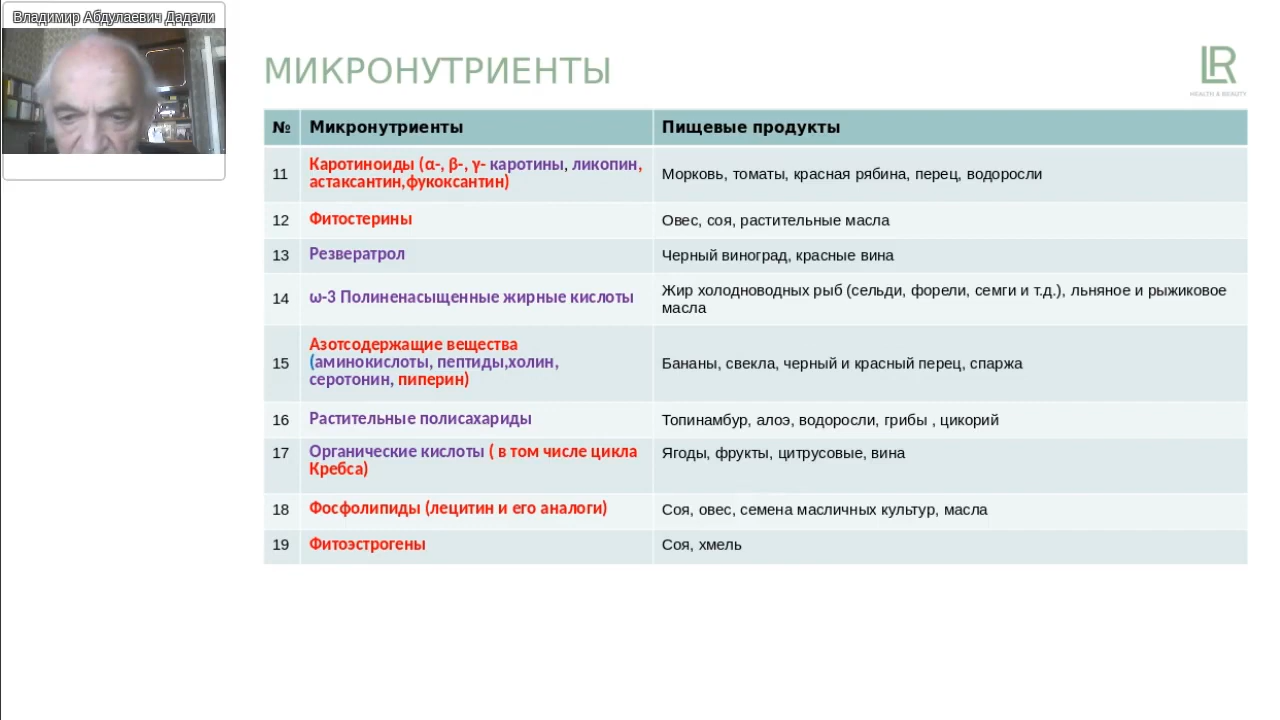 Владимир Абдулаевич Дадали
МИКРОНУТРИЕНТЫ
LR
HEALTH & BEAUTY
№ Микронутриенты Пищевые продукты
11 Каротиноиды (α-, β-, γ- каротины, ликопин, астаксантин,фукоксантин) Морковь, томаты, красная рябина, перец, водоросли
12 Фитостерины Овес, соя, растительные масла
13 Резвератрол Черный виноград, красные вина
14 ω-3 Полиненасыщенные жирные кислоты Жир холодноводных рыб (сельди, форели, семги и т.д.), льняное и рыжиковое масла
15 Азотсодержащие вещества (аминокислоты, пептиды,холин, серотонин, пиперин) Бананы, свекла, черный и красный перец, спаржа
16 Растительные полисахариды Топинамбур, алоэ, водоросли, грибы , цикорий
17 Органические кислоты ( в том числе цикла Кребса) Ягоды, фрукты, цитрусовые, вина
18 Фосфолипиды (лецитин и его аналоги) Соя, овес, семена масличных культур, масла
19 Фитоэстрогены Соя, хмель